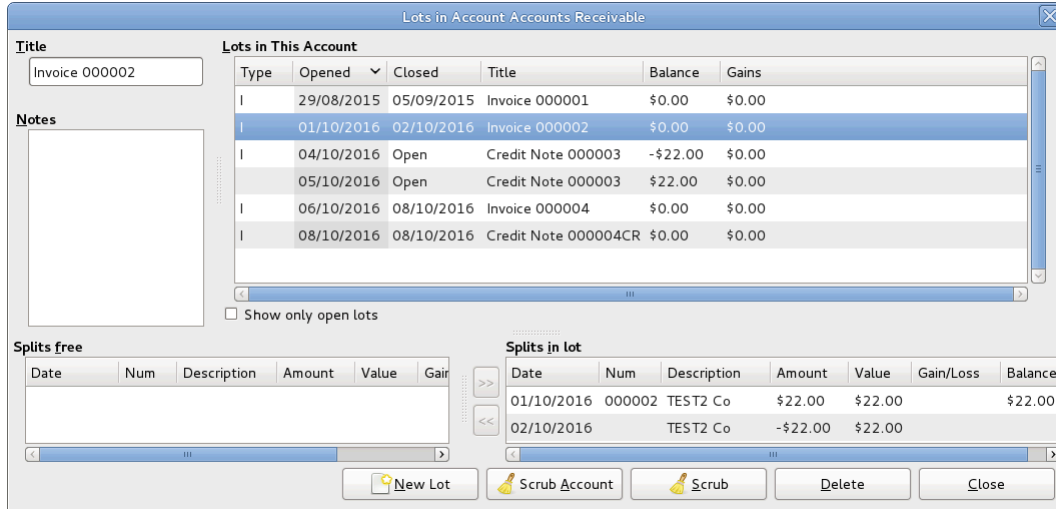 Lots in Account Accounts Receivable
Title
Invoice 000002
Notes
Lots in This Account
Type Opened Closed Title Balance Gains
I 29/08/2015 05/09/2015 Invoice 000001 $0.00 $0.00
I 01/10/2016 02/10/2016 Invoice 000002 $0.00 $0.00
I 04/10/2016 Open Credit Note 000003 -$22.00 $0.00
05/10/2016 Open Credit Note 000003 $22.00 $0.00
I 06/10/2016 08/10/2016 Invoice 000004 $0.00 $0.00
I 08/10/2016 08/10/2016 Credit Note 000004CR $0.00 $0.00
Show only open lots
Splits free
Date Num Description Amount Value Gain
>>
<<
Splits in lot
Date Num Description Amount Value Gain/Loss Balance
01/10/2016 000002 TEST2 Co $22.00 $22.00 $22.00
02/10/2016 TEST2 Co -$22.00 $22.00
New Lot Scrub Account Scrub Delete Close